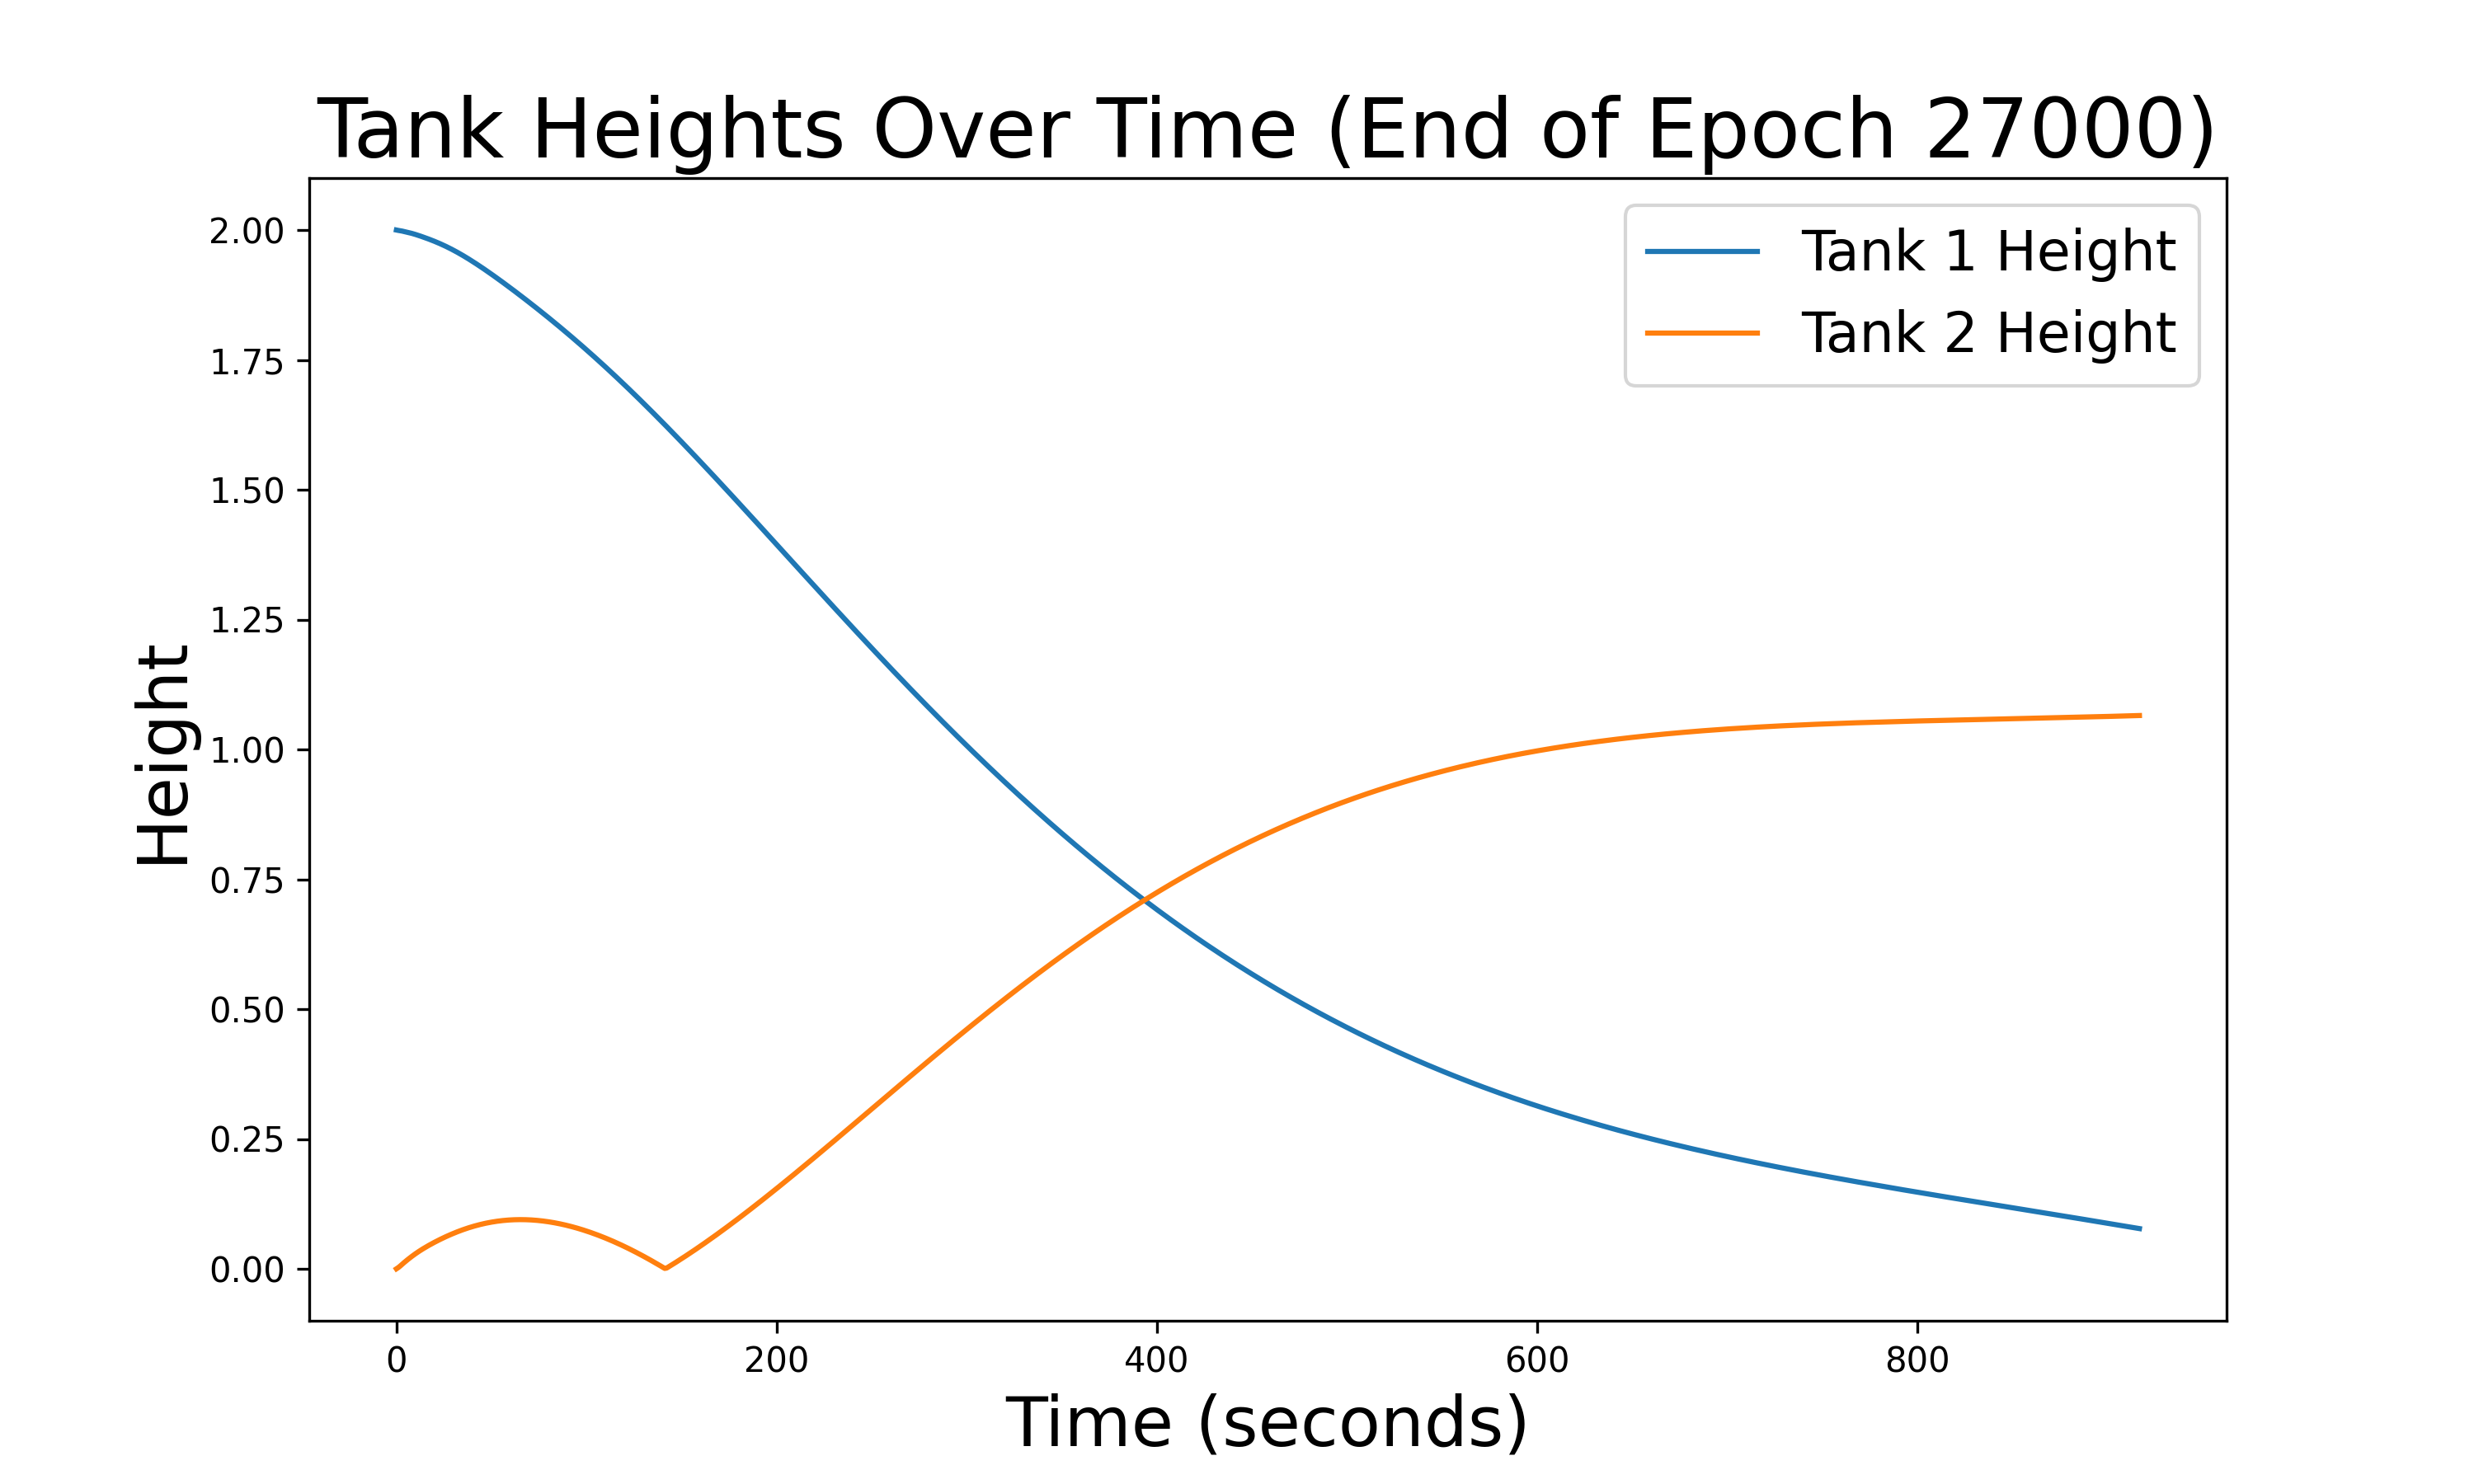 Tank Heights Over Time (End of Epoch 27000)
Tank 1 Height
Tank 2 Height
Height
2.00
1.75
1.50
1.25
1.00
0.75
0.50
0.25
0.00
0 200 400 600 800
Time (seconds)